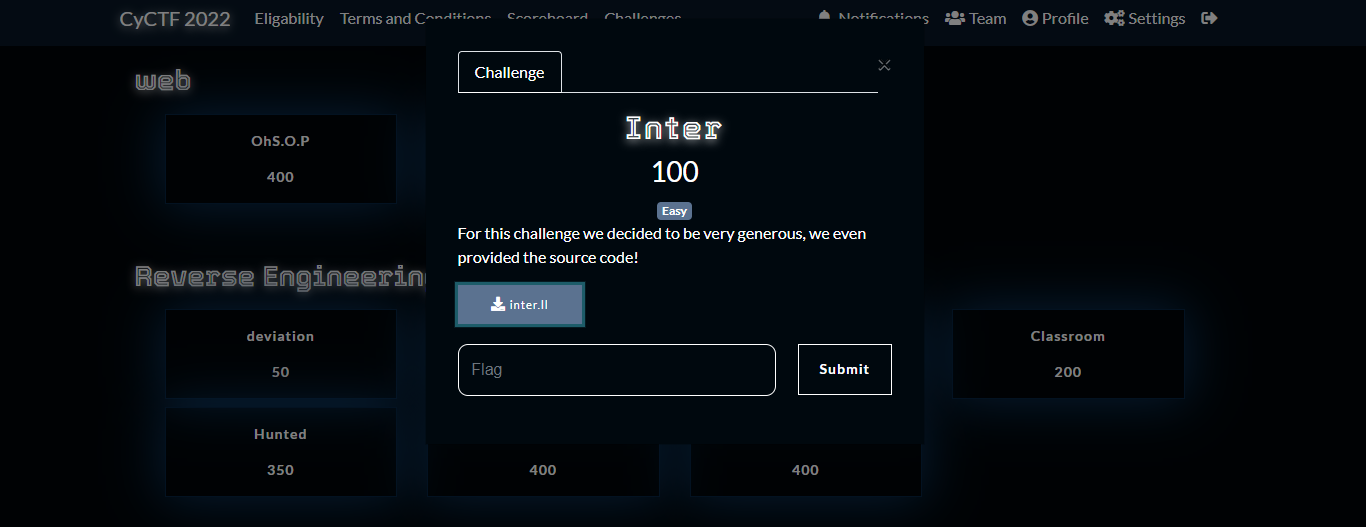 CyCTF 2022 Eligability Terms and Conditions Scoreboard Challenges Notifications Team Profile Settings
web
OhS.O.P
400
Challenge
Inter
100
Easy
For this challenge we decided to be very generous, we even
provided the source code!
inter.ll
Flag
Submit
Reverse Engineering
deviation
50
Classroom
200
Hunted
350
400
400